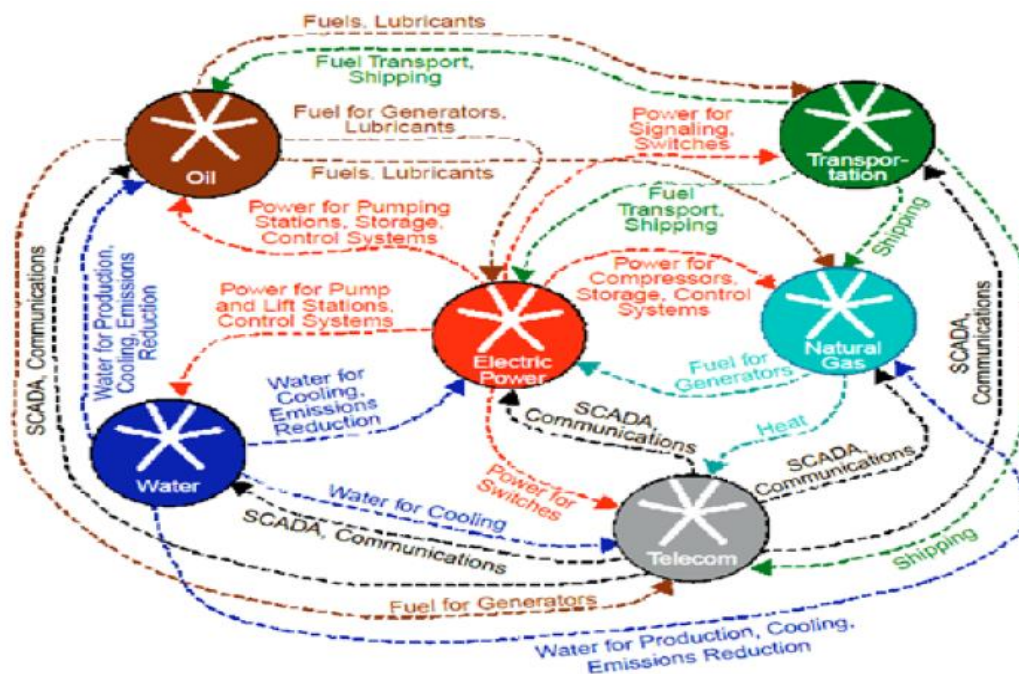 Fuels, Lubricants
Fuel Transport,
Shipping
Fuel for Generators,
Lubricants
Power for
Signaling,
Switches
Transpor-
tation
Oil
Fuels, Lubricants
Fuel
Transport,
Shipping
Shipping
Power for Pumping
Stations, Storage,
Control Systems
Power for
Compressors,
Storage, Control
Systems
SCADA, Communications
Water for Production,
Cooling, Emissions
Reduction
Power for Pump
and Lift Stations,
Control Systems
Electric
Power
Natural
Gas
SCADA,
Communications
Fuel for
Generators
Water for
Cooling,
Emissions
Reduction
SCADA,
Communications
Heat
SCADA,
Communications
Water
Water for Cooling
Power for
Switches
SCADA, Communications
Telecom
Shipping
Fuel for Generators
Water for Production, Cooling,
Emissions Reduction